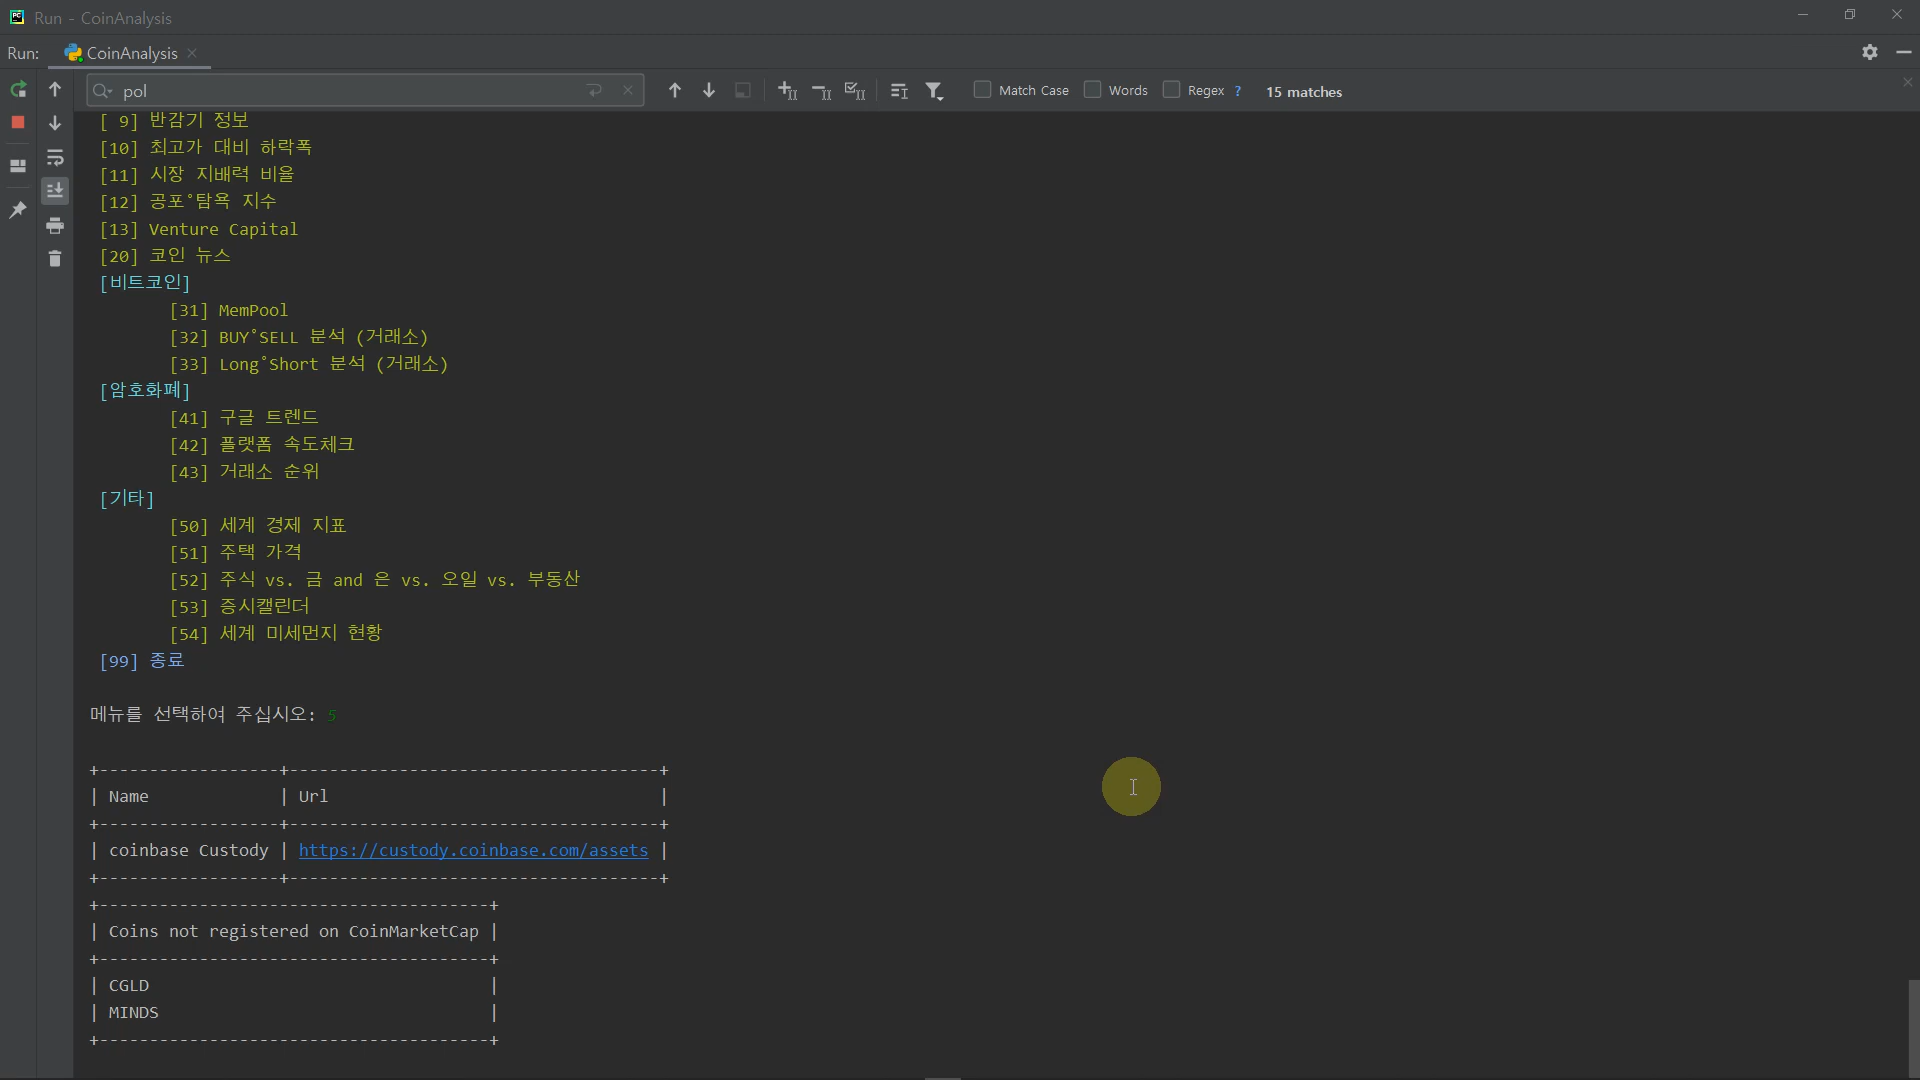 Run - CoinAnalysis
Run: CoinAnalysis
pol
Match Case Words Regex ? 15 matches
[ 9] 반감기 정보
[10] 최고가 대비 하락폭
[11] 시장 지배력 비율
[12] 공포°탐욕 지수
[13] Venture Capital
[20] 코인 뉴스
[비트코인]
[31] MemPool
[32] BUY°SELL 분석 (거래소)
[33] Long°Short 분석 (거래소)
[암호화폐]
[41] 구글 트렌드
[42] 플랫폼 속도체크
[43] 거래소 순위
[기타]
[50] 세계 경제 지표
[51] 주택 가격
[52] 주식 vs. 금 and 은 vs. 오일 vs. 부동산
[53] 증시캘린더
[54] 세계 미세먼지 현황
[99] 종료
메뉴를 선택하여 주십시오: 5
+------------------+-------------------------------------+
| Name | Url |
+------------------+-------------------------------------+
| coinbase Custody | https://custody.coinbase.com/assets |
+------------------+-------------------------------------+
+---------------------------------------+
| Coins not registered on CoinMarketCap |
+---------------------------------------+
| CGLD |
| MINDS |
+---------------------------------------+